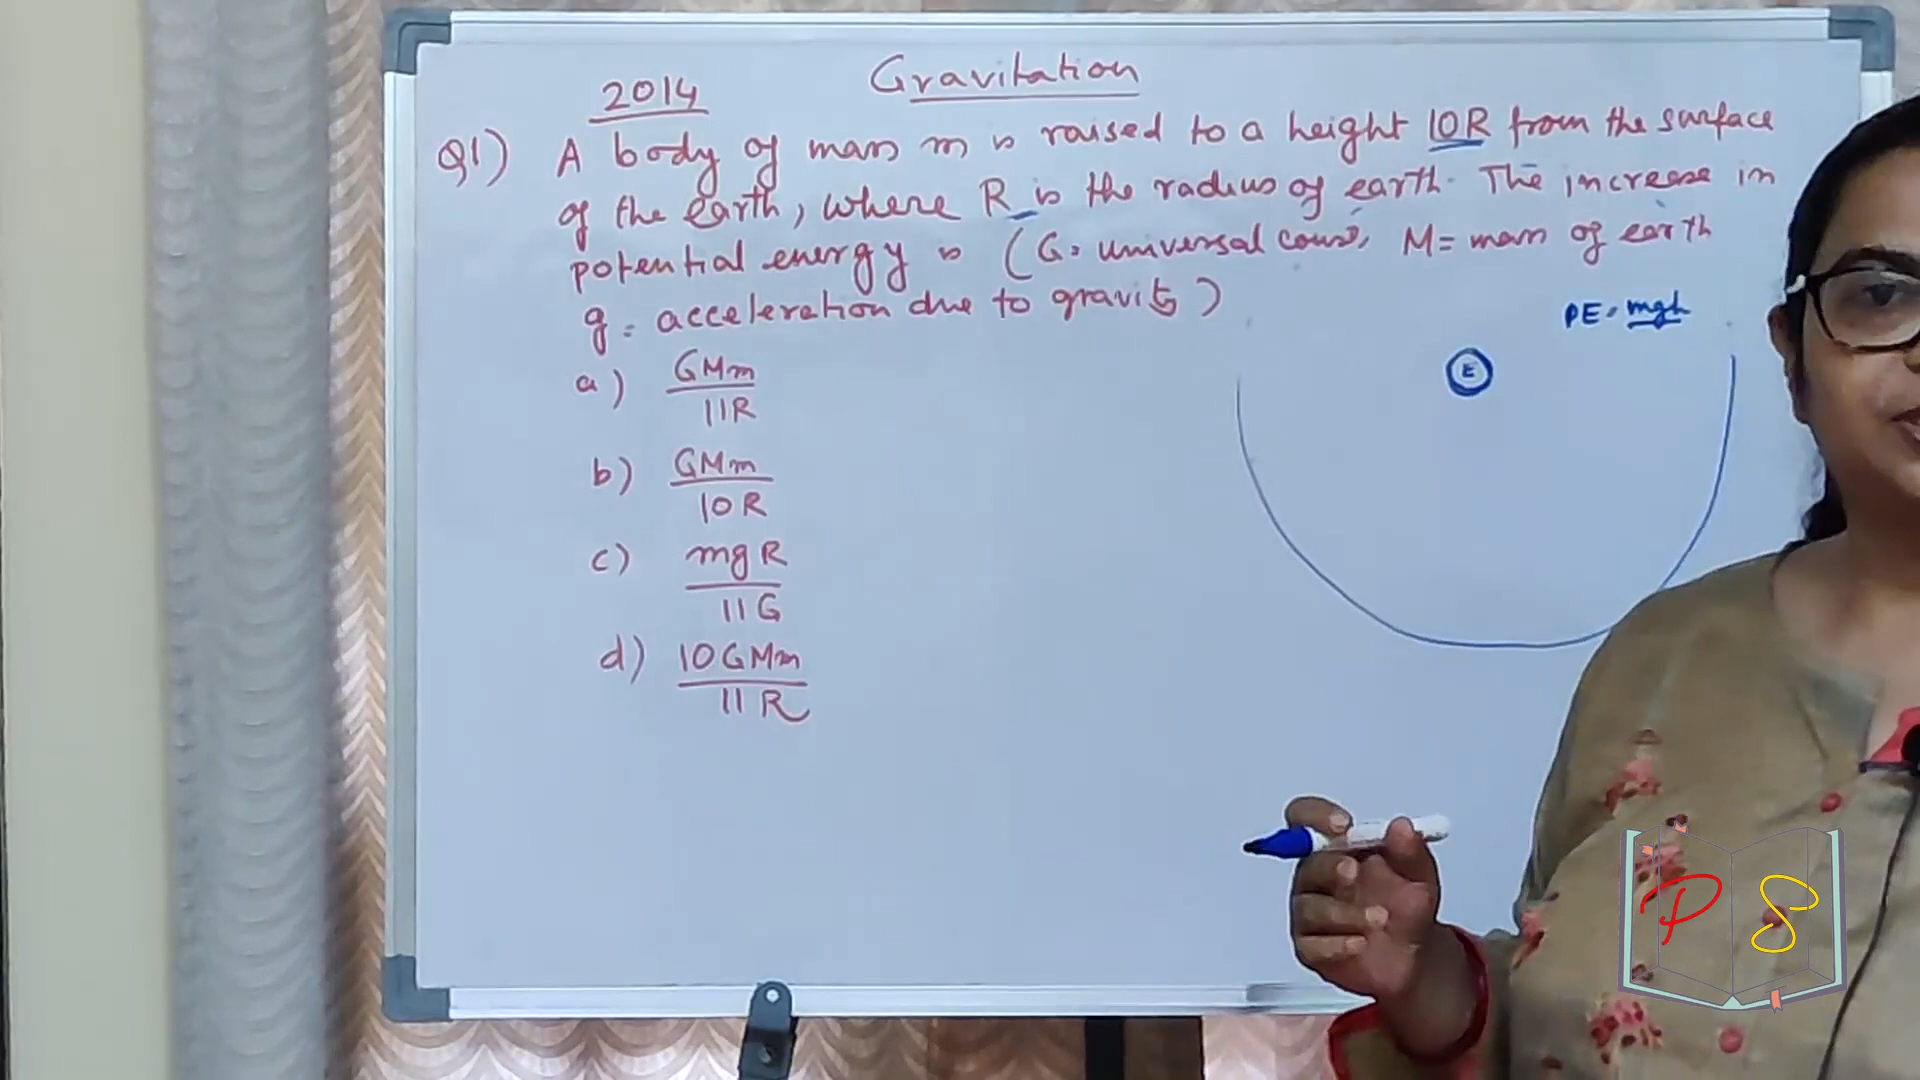 Gravitation
2014
Q1) A body of mass m is raised to a height 10R from the surface
of the earth, where R is the radius of earth. The increase in
potential energy is (G = universal const, M = mass of earth
g = acceleration due to gravity)
PE = mgh
E
a) GMm
11R
b) GMm
10R
c) mgR
11G
d) 10GMm
11R
P S